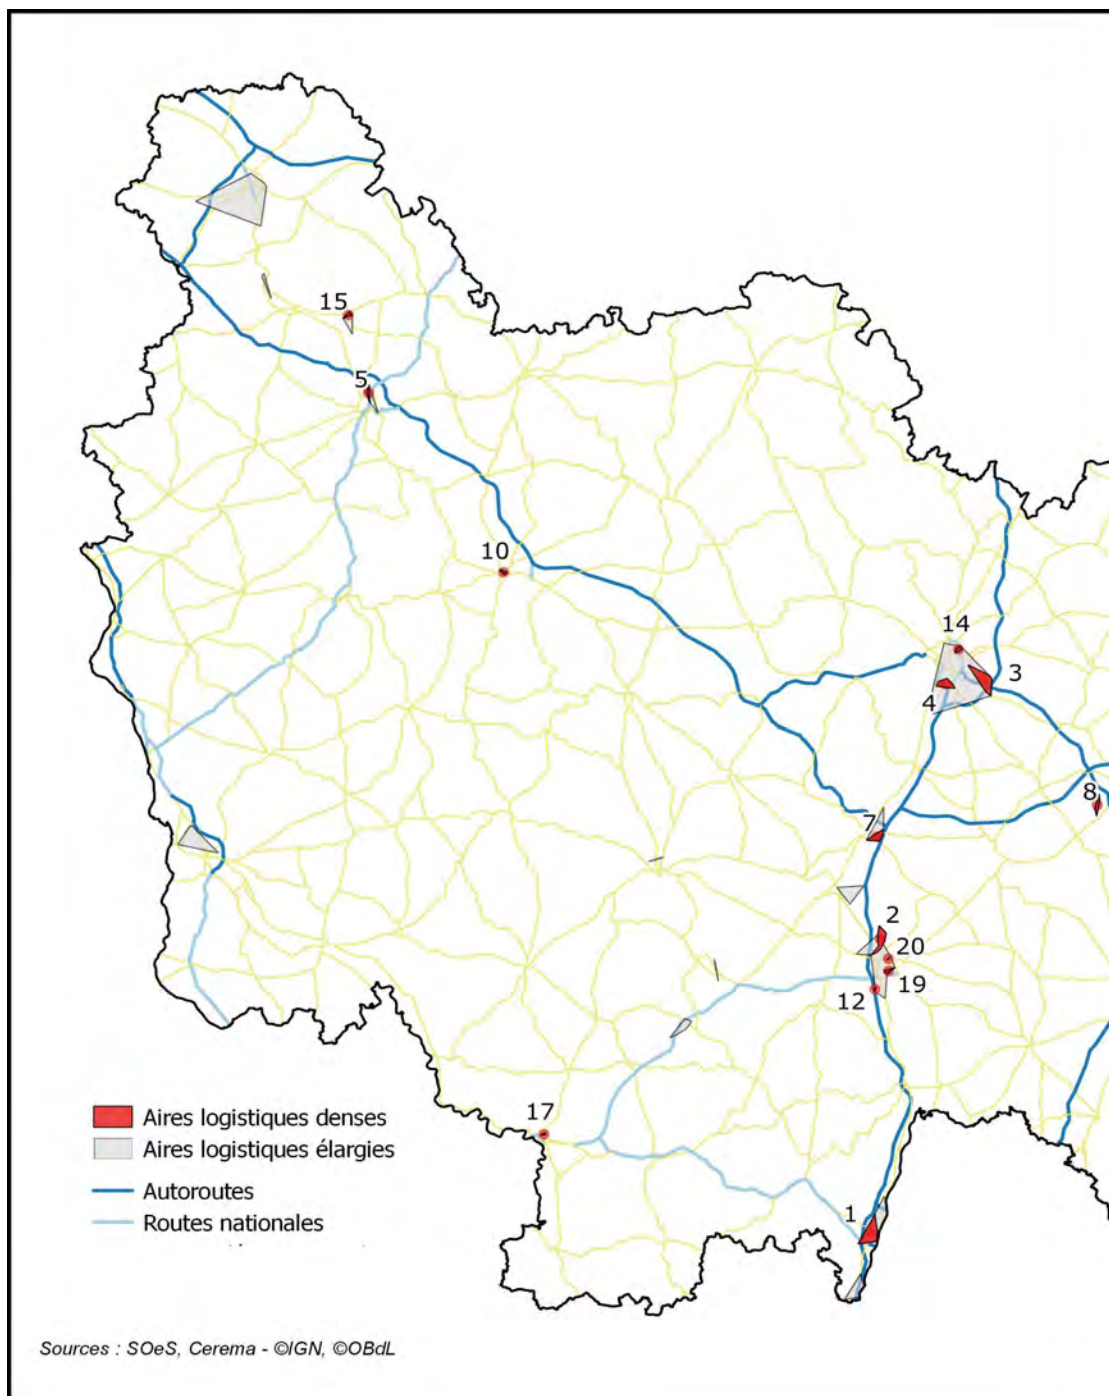 15
5
10
14
3
4
8
7
2
20
19
12
17
1
Aires logistiques denses
Aires logistiques élargies
Autoroutes
Routes nationales
Sources : SOeS, Cerema - ©IGN, ©OBdL